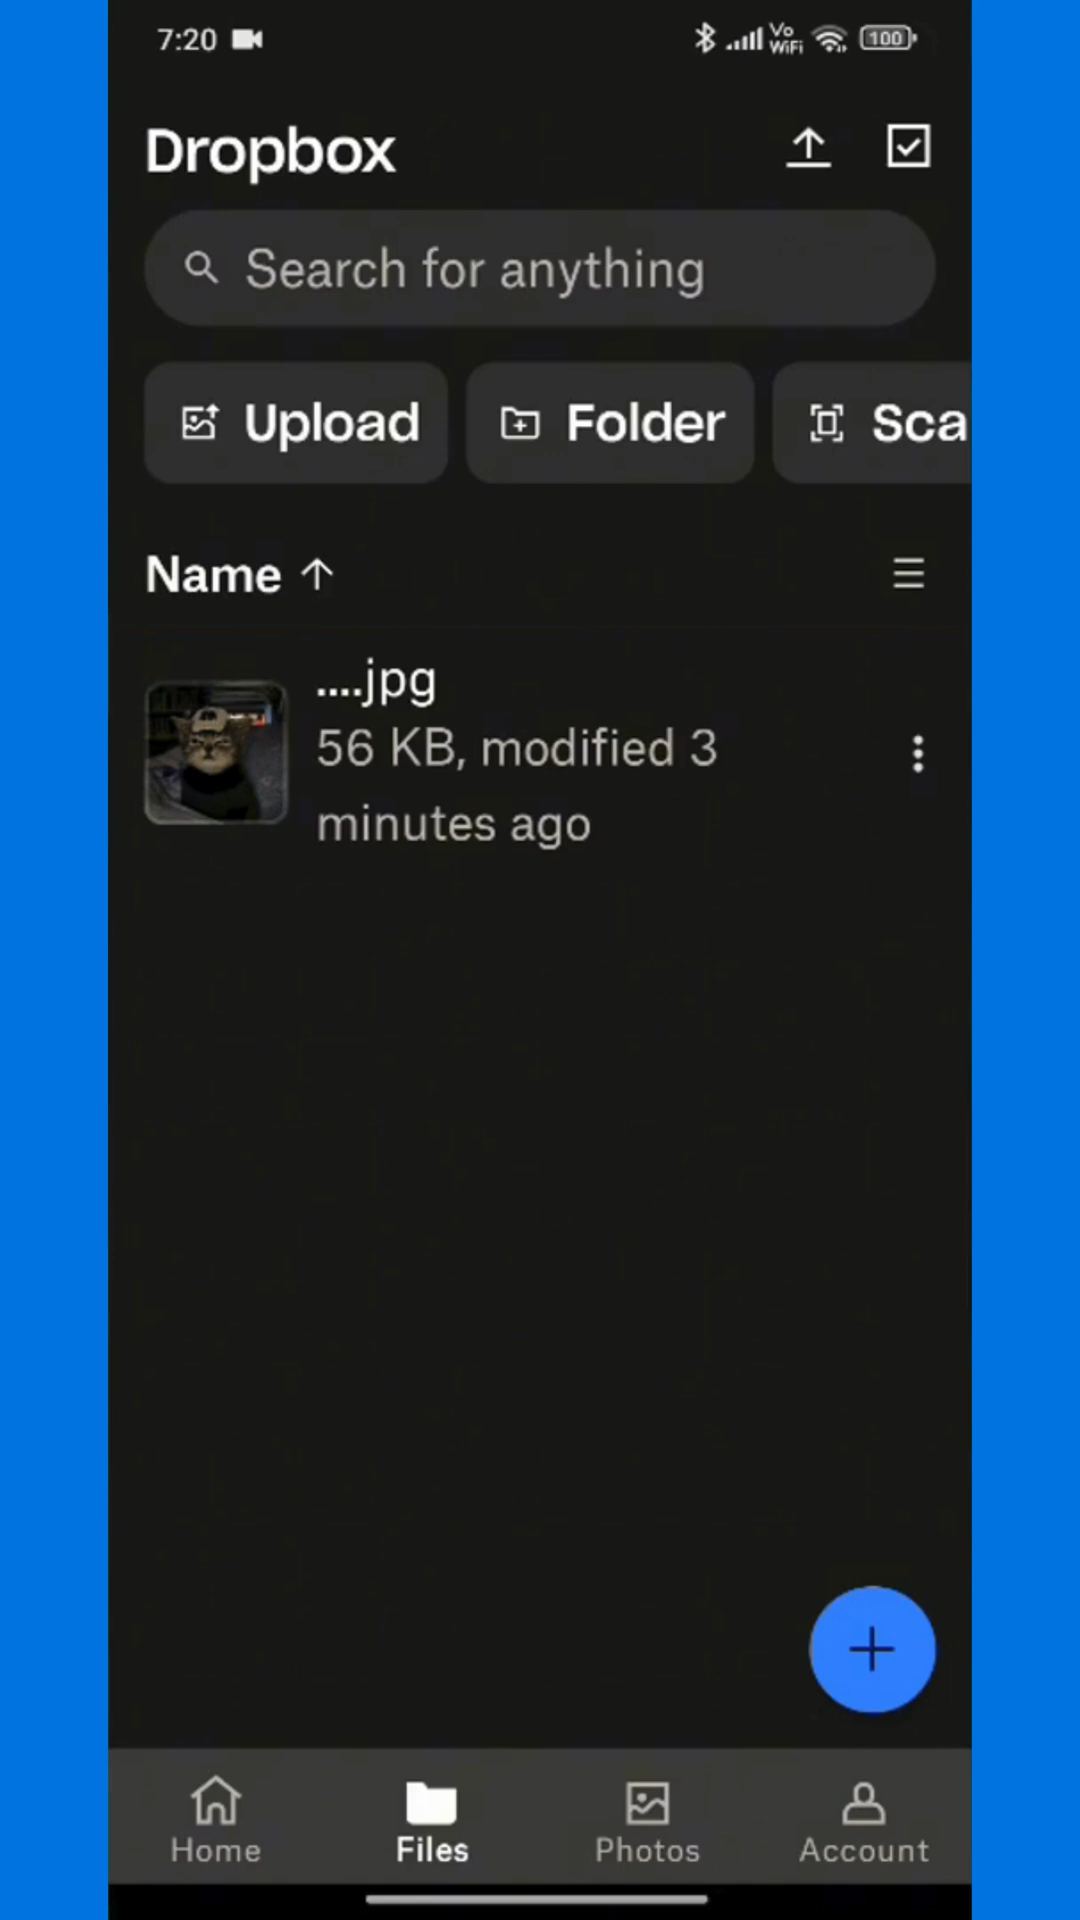 7:20 Vo WiFi 100
Dropbox
Search for anything
Upload Folder Sca
Name ↑
....jpg
56 KB, modified 3
minutes ago
Home Files Photos Account